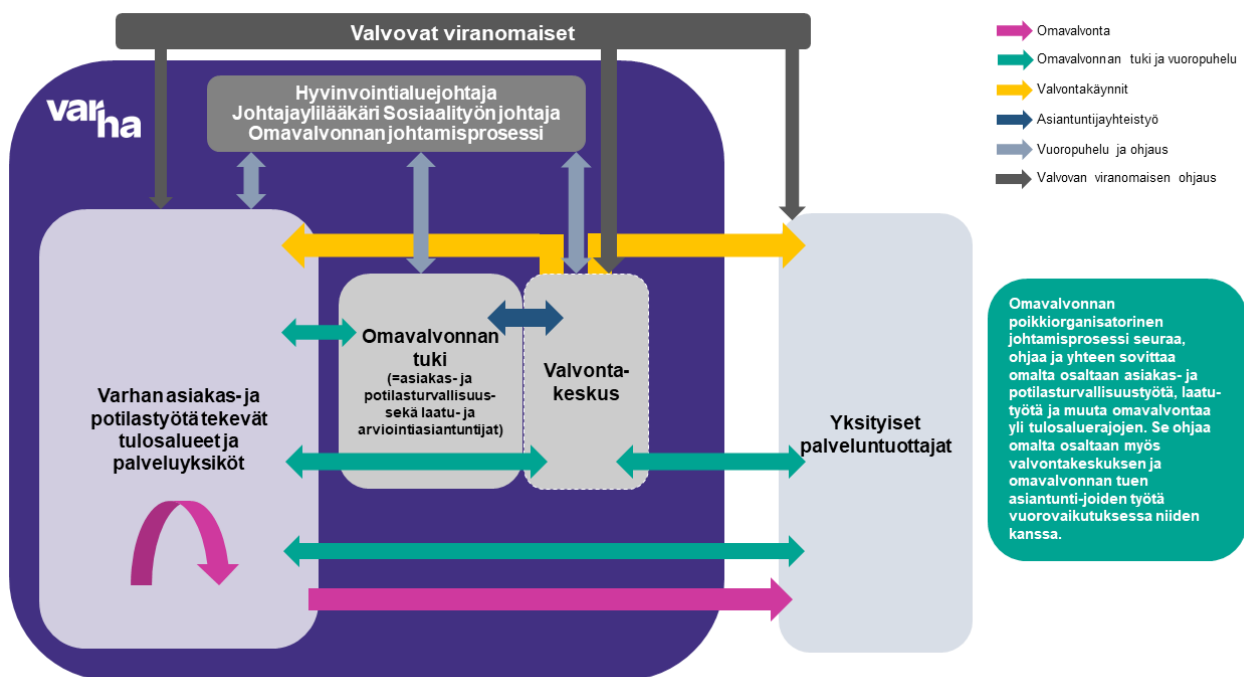 Valvovat viranomaiset
var
ha
Hyvinvointialuejohtaja
Johtajaylilääkäri Sosiaalityön johtaja
Omavalvonnan johtamisprosessi
Varhan asiakas- ja
potilastyötä tekevät
tulosalueet ja
palveluyksiköt
Omavalvonnan
tuki
(=asiakas- ja
potilasturvallisuus-
sekä laatu- ja
arviointiasiantuntijat)
Valvonta-
keskus
Yksityiset
palveluntuottajat
Omavalvonta
Omavalvonnan tuki ja vuoropuhelu
Valvontakäynnit
Asiantuntijayhteistyö
Vuoropuhelu ja ohjaus
Valvovan viranomaisen ohjaus
Omavalvonnan
poikkiorganisatorinen
johtamisprosessi seuraa,
ohjaa ja yhteen sovittaa
omalta osaltaan asiakas- ja
potilasturvallisuustyötä, laatu-
työtä ja muuta omavalvontaa
yli tulosaluerajojen. Se ohjaa
omalta osaltaan myös
valvontakeskuksen ja
omavalvonnan tuen
asiantunti-joiden työtä
vuorovaikutuksessa niiden
kanssa.